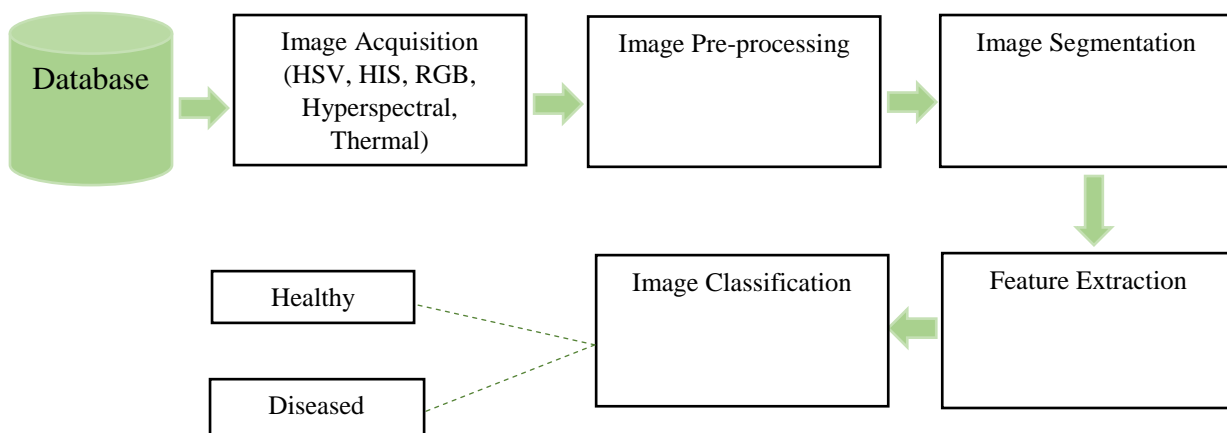 Database
Image Acquisition
(HSV, HIS, RGB,
Hyperspectral,
Thermal)
Image Pre-processing
Image Segmentation
Feature Extraction
Image Classification
Healthy
Diseased